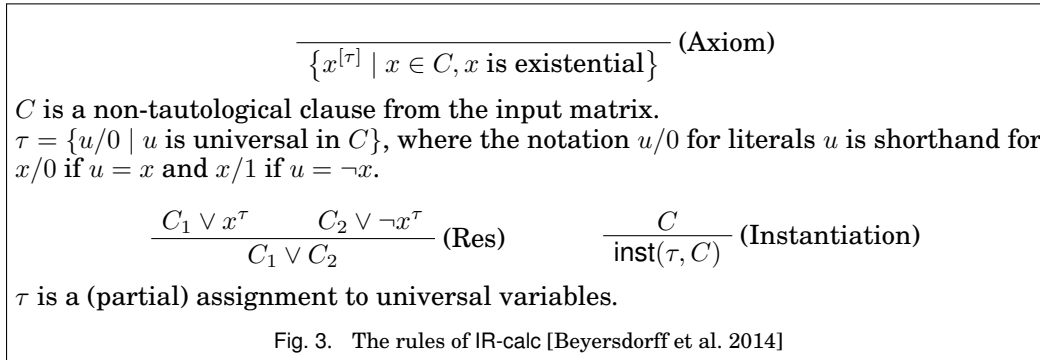 {x^{[τ]} | x ∈ C, x is existential} (Axiom)
C is a non-tautological clause from the input matrix.
τ = {u/0 | u is universal in C}, where the notation u/0 for literals u is shorthand for
x/0 if u = x and x/1 if u = ¬x.
C₁ ∨ x^τ C₂ ∨ ¬x^τ (Res) C (Instantiation)
C₁ ∨ C₂ inst(τ, C)
τ is a (partial) assignment to universal variables.
Fig. 3. The rules of IR-calc [Beyersdorff et al. 2014]